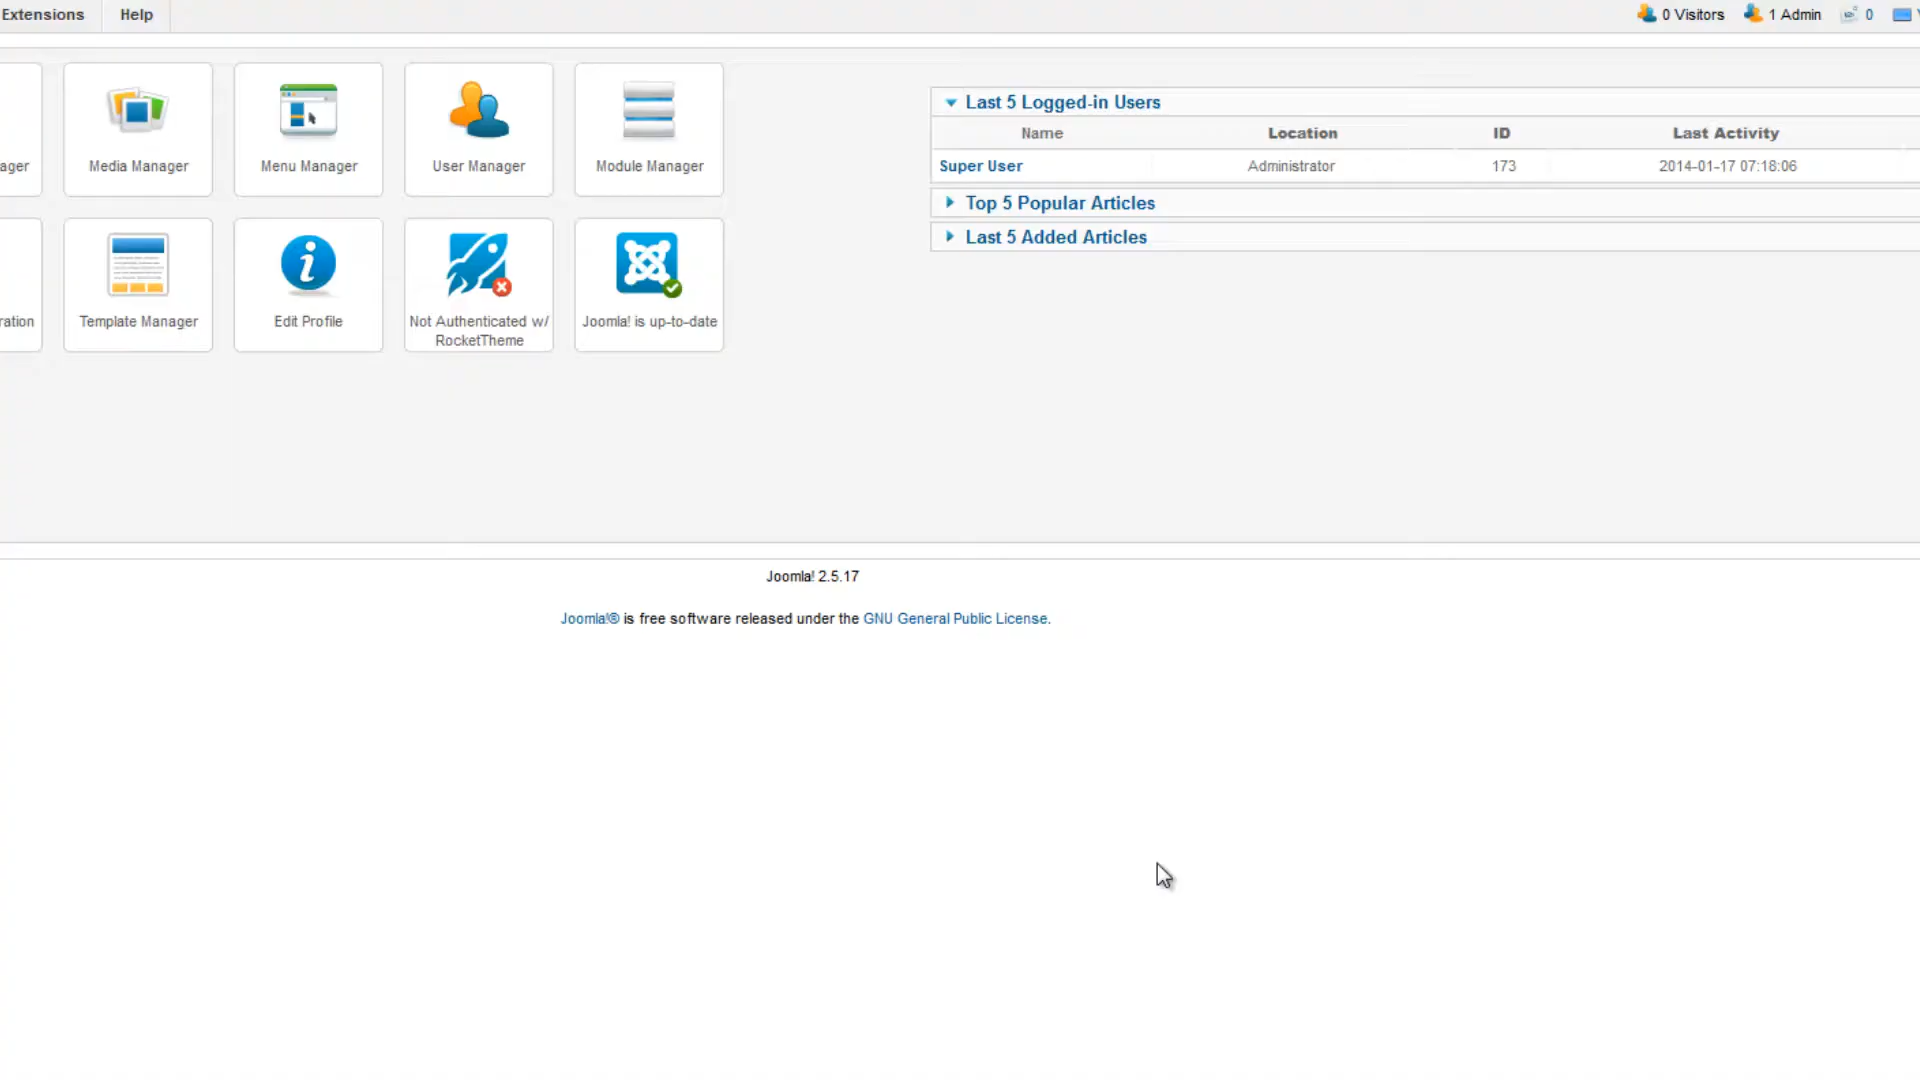 Extensions Help 0 Visitors 1 Admin 0
ager Media Manager Menu Manager User Manager Module Manager
ration Template Manager Edit Profile Not Authenticated w/ RocketTheme Joomla! is up-to-date
Last 5 Logged-in Users
Name Location ID Last Activity
Super User Administrator 173 2014-01-17 07:18:06
Top 5 Popular Articles
Last 5 Added Articles
Joomla! 2.5.17
Joomla!® is free software released under the GNU General Public License.